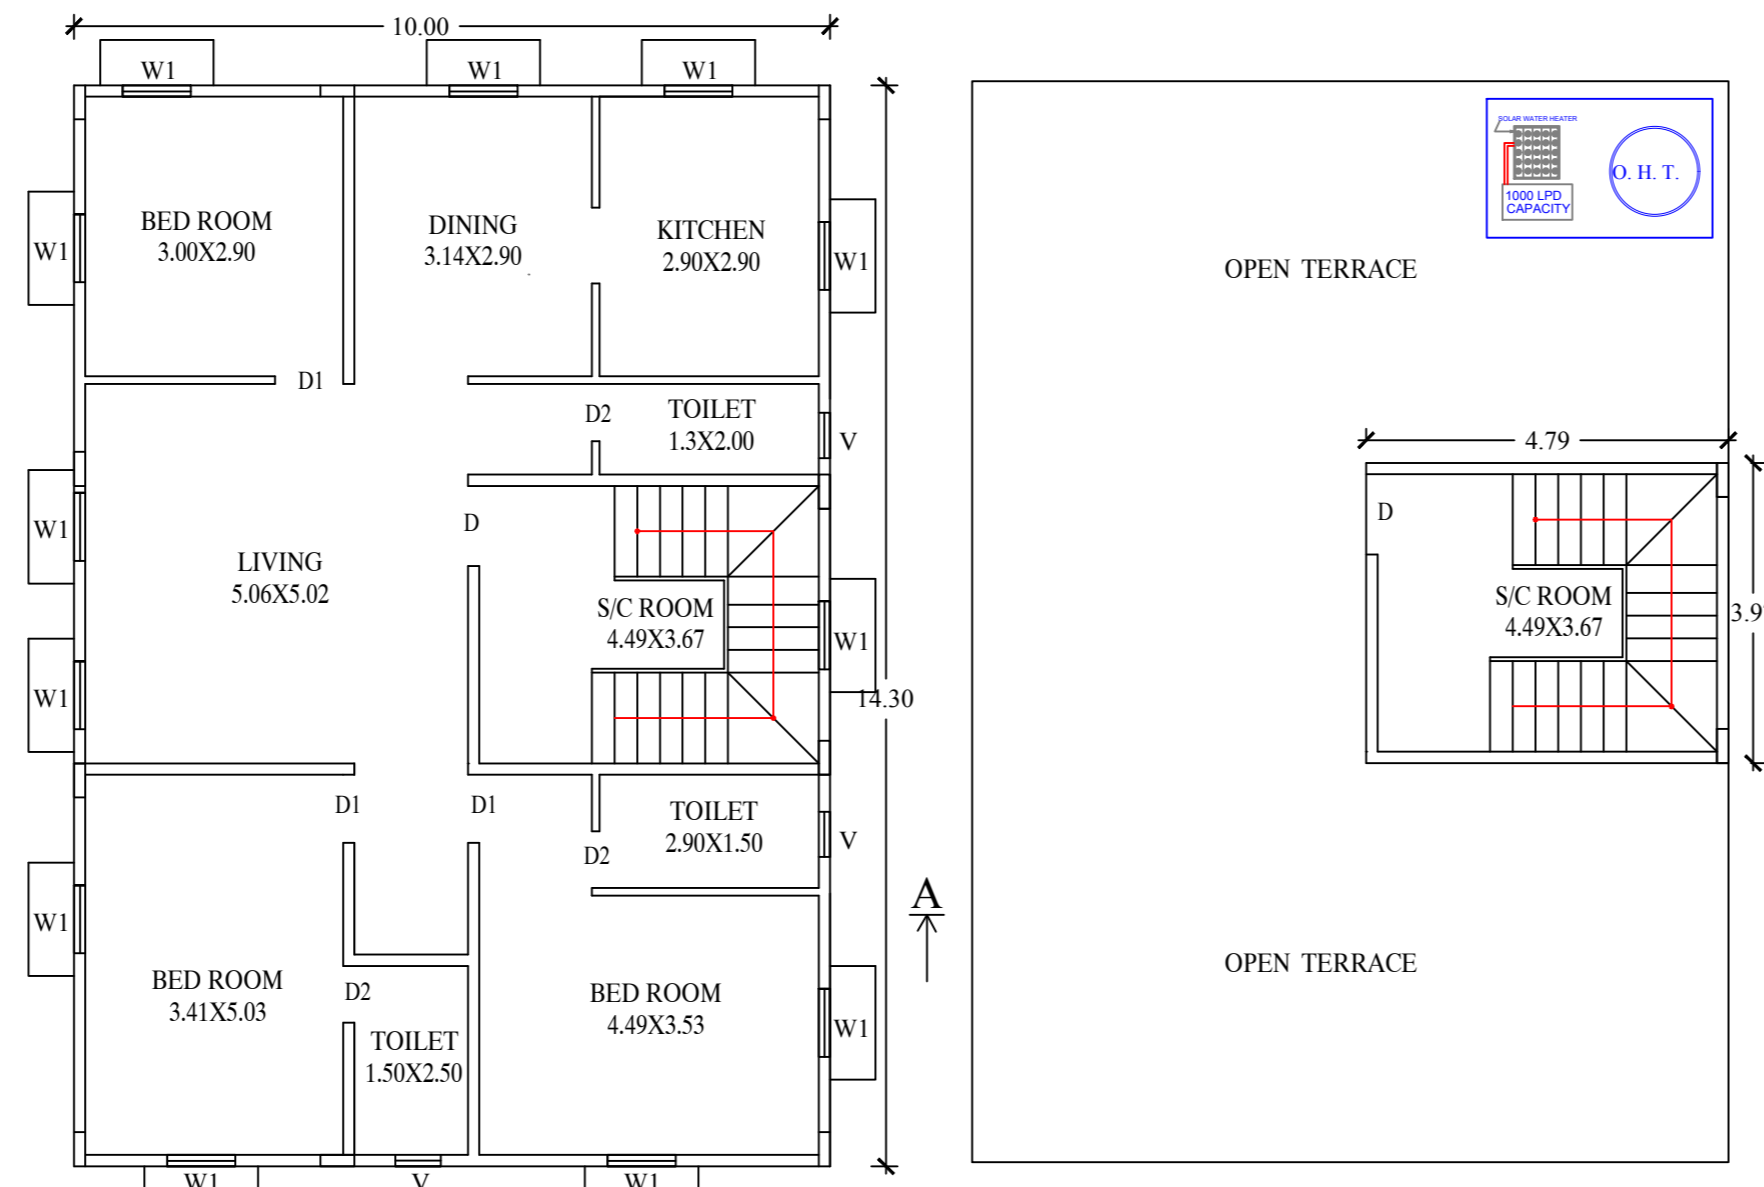 10.00
W1
W1
W1
SOLAR WATER HEATER
O. H. T.
1000 LPD
CAPACITY
BED ROOM
3.00X2.90
DINING
3.14X2.90
KITCHEN
2.90X2.90
W1
W1
OPEN TERRACE
D1
D2
TOILET
1.3X2.00
V
4.79
W1
D
D
LIVING
5.06X5.02
S/C ROOM
4.49X3.67
W1
S/C ROOM
4.49X3.67
3.9
W1
14.30
D1
D1
TOILET
2.90X1.50
V
D2
A
W1
OPEN TERRACE
BED ROOM
3.41X5.03
D2
BED ROOM
4.49X3.53
W1
TOILET
1.50X2.50
W1
V
W1